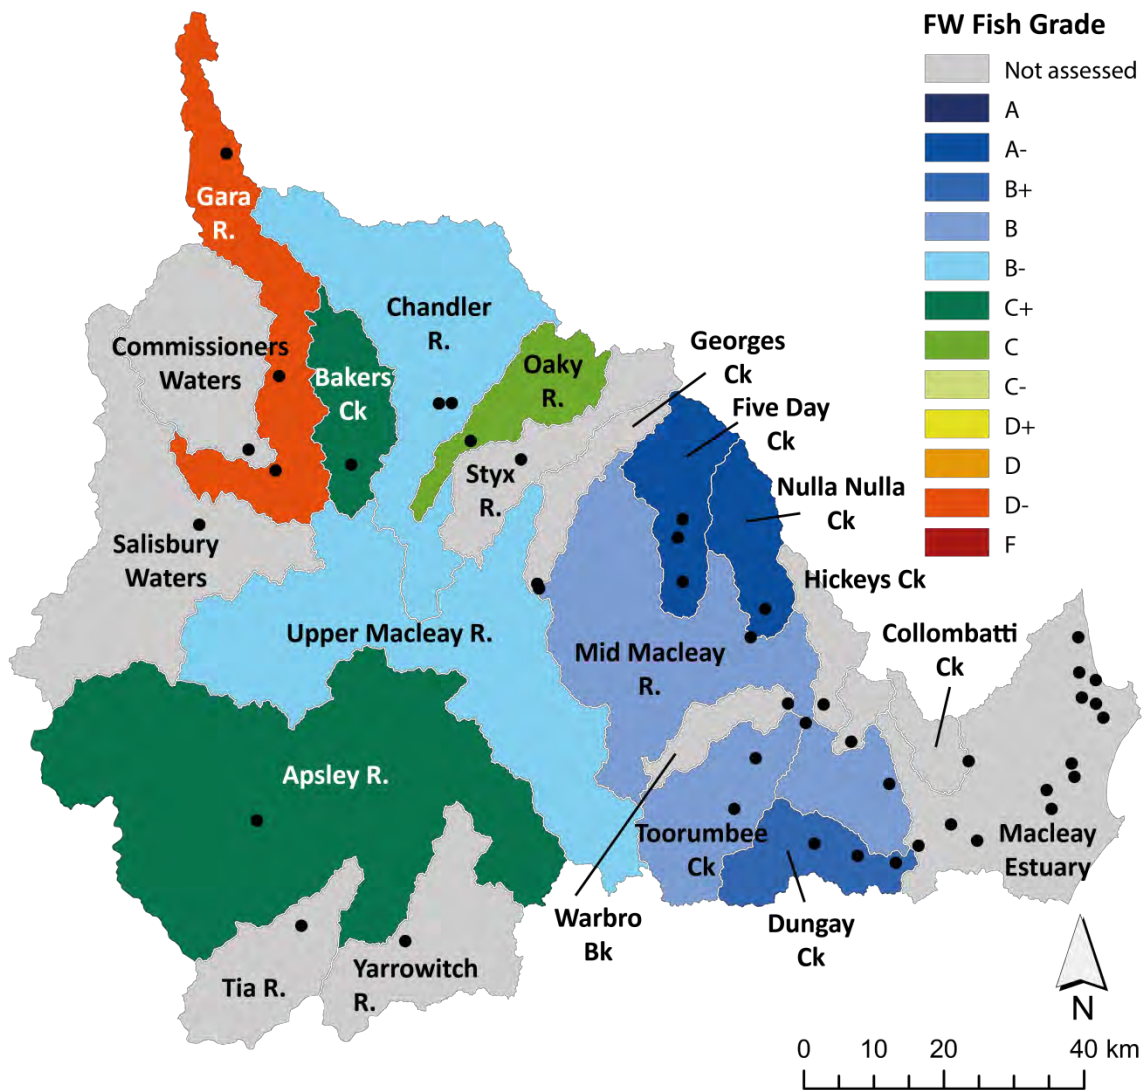 FW Fish Grade
Not assessed
A
A-
B+
B
B-
C+
C
C-
D+
D
D-
F
Gara
R.
Chandler
R.
Commissioners
Waters
Bakers
Ck
Oaky
R.
Georges
Ck
Five Day
Ck
Styx
R.
Nulla Nulla
Ck
Salisbury
Waters
Hickeys Ck
Upper Macleay R.
Mid Macleay
R.
Collombatti
Ck
Apsley R.
Toorumbee
Ck
Macleay
Estuary
Warbro
Bk
Dungay
Ck
Tia R.
Yarrowitch
R.
N
0 10 20 40 km